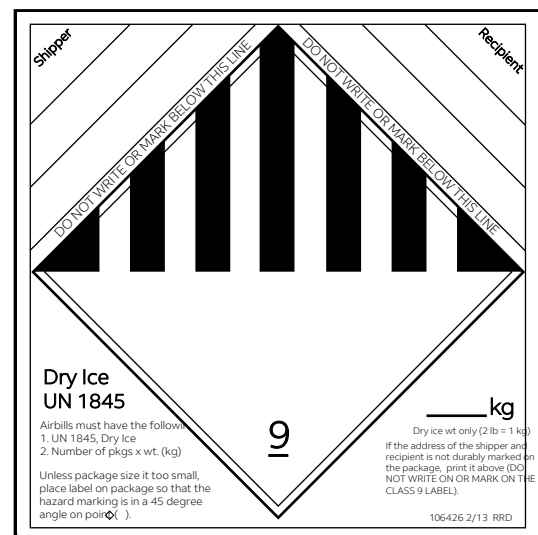 Shipper
Recipient
DO NOT WRITE OR MARK BELOW THIS LINE
DO NOT WRITE OR MARK BELOW THIS LINE
Dry Ice
UN 1845
Airbills must have the followin
1. UN 1845, Dry Ice
2. Number of pkgs x wt. (kg)
Unless package size it too small,
place label on package so that the
hazard marking is in a 45 degree
angle on point( ).
9
____kg
Dry ice wt only (2 lb = 1 kg)
If the address of the shipper and
recipient is not durably marked on
the package, print it above (DO
NOT WRITE ON OR MARK ON THE
CLASS 9 LABEL).
106426 2/13 RRD